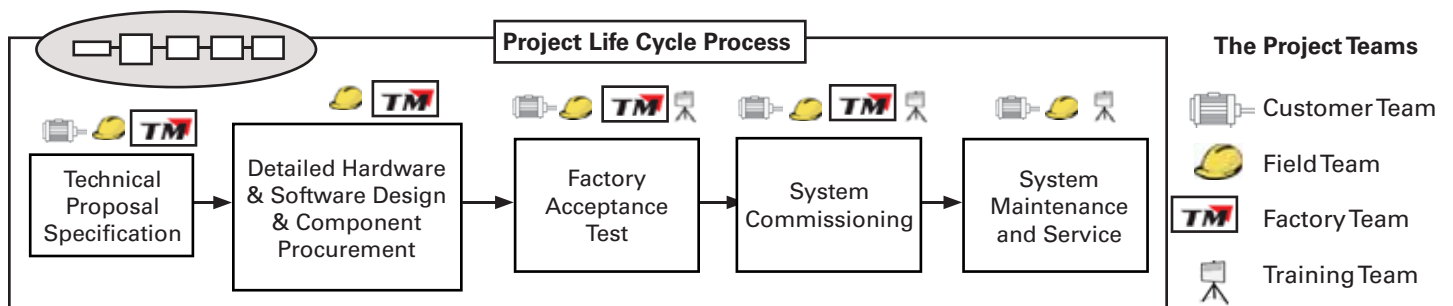 Project Life Cycle Process
The Project Teams
TM
TM
TM
TM
Technical
Proposal
Specification
Detailed Hardware
& Software Design
& Component
Procurement
Factory
Acceptance
Test
System
Commissioning
System
Maintenance
and Service
Customer Team
Field Team
TM
Factory Team
Training Team